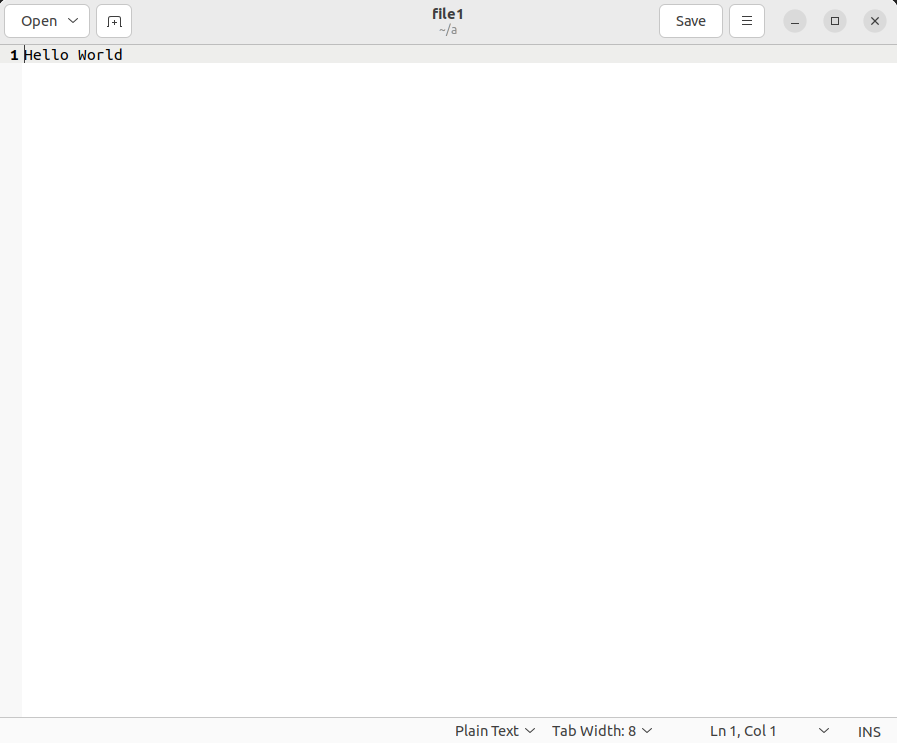 Open
file1
~/a
Save
1 Hello World
Plain Text Tab Width: 8 Ln 1, Col 1 INS